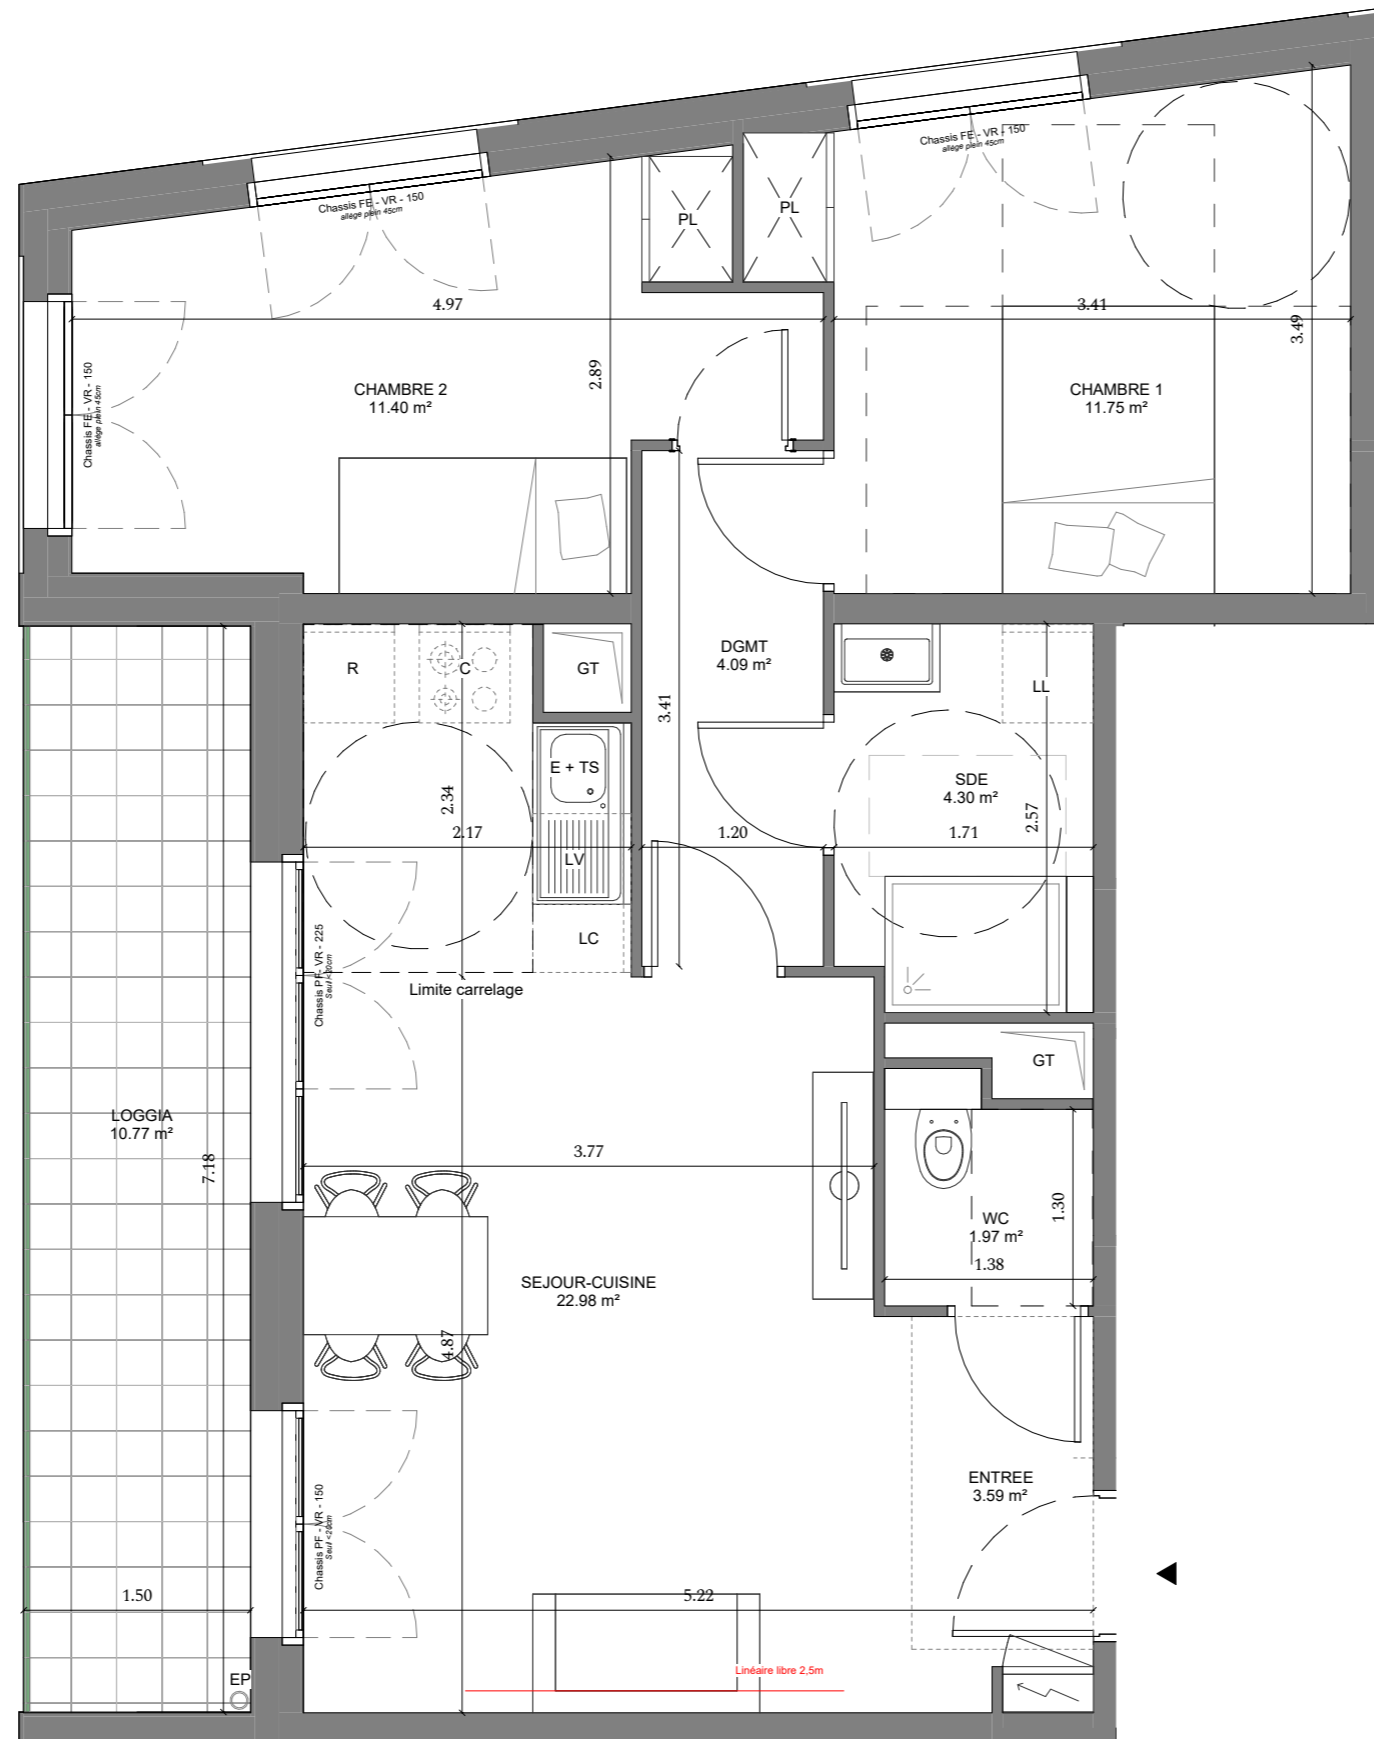 Chassis FE - VR - 150
allège plein 45cm
Chassis FE - VR - 150
allège plein 45cm
PL
PL
4.97
3.41
3.49
2.89
Chassis FE - VR - 150
allège plein 45cm
CHAMBRE 2
11.40 m²
CHAMBRE 1
11.75 m²
R
C
GT
DGMT
4.09 m²
LL
3.41
E + TS
SDE
4.30 m²
2.34
2.17
1.20
1.71
2.57
LV
LC
Chassis PF - VR - 225
Seuil <20cm
Limite carrelage
GT
LOGGIA
10.77 m²
7.18
3.77
1.30
WC
1.97 m²
1.38
SEJOUR-CUISINE
22.98 m²
4.87
ENTREE
3.59 m²
Chassis PF - VR - 150
Seuil <20cm
1.50
5.22
Linéaire libre 2,5m
EP